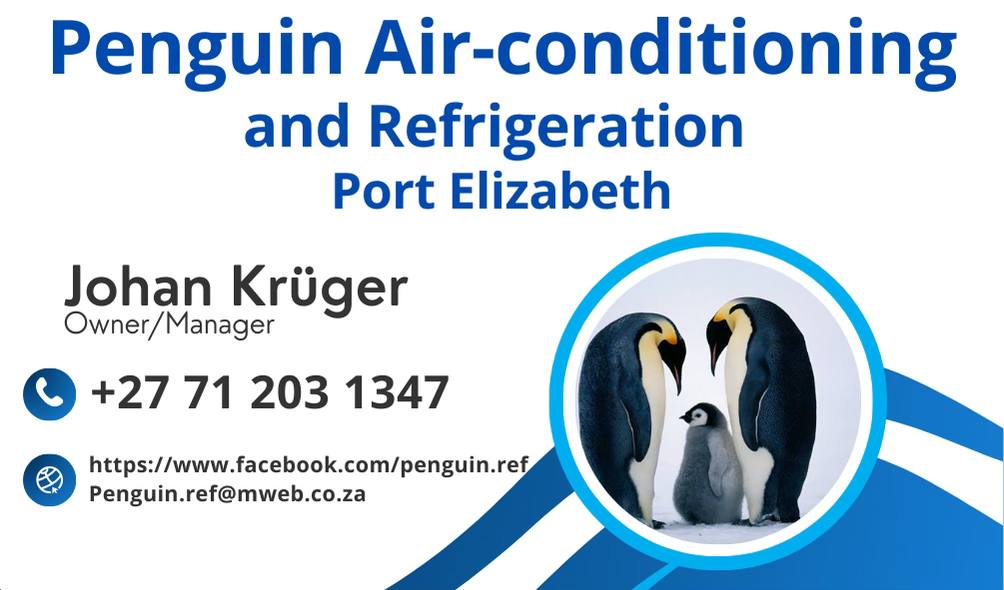 Penguin Air-conditioning
and Refrigeration
Port Elizabeth
Johan Krüger
Owner/Manager
+27 71 203 1347
https://www.facebook.com/penguin.ref
Penguin.ref@mweb.co.za